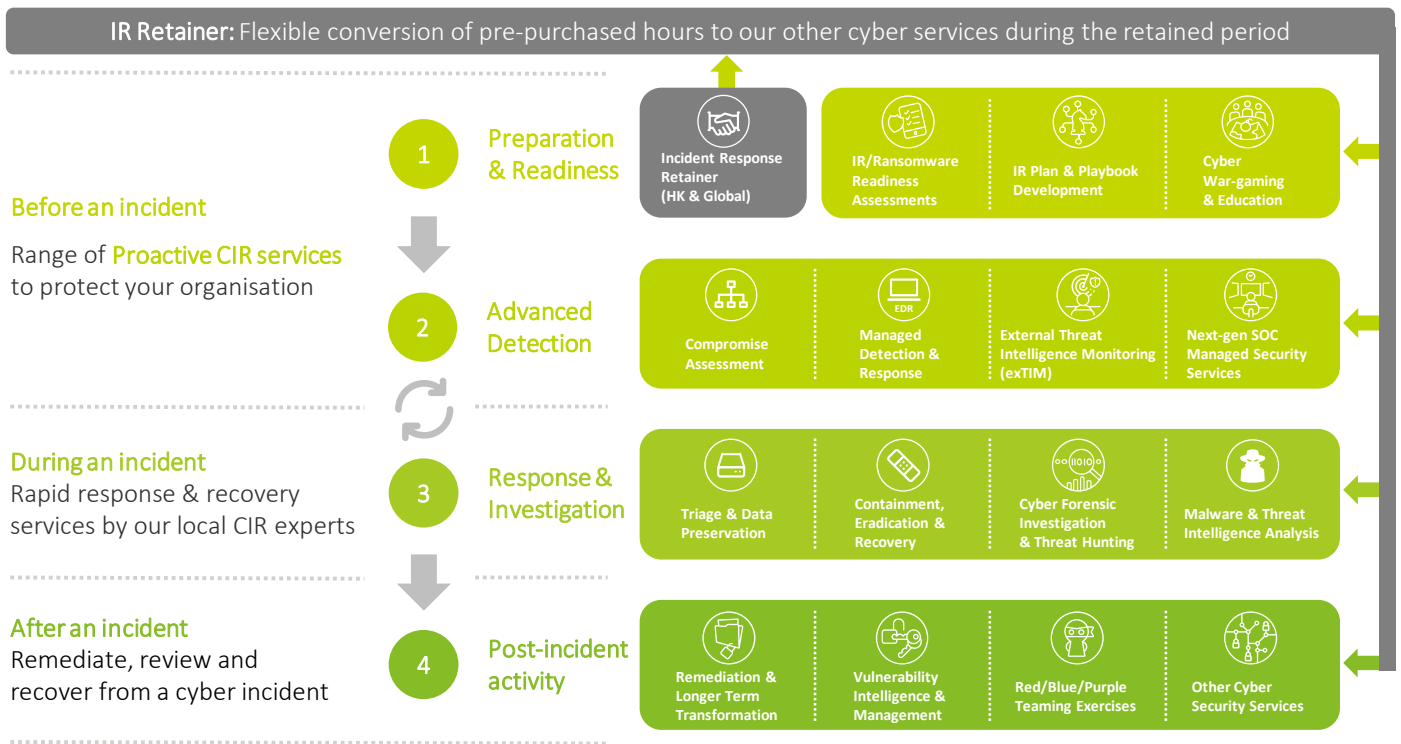 IR Retainer: Flexible conversion of pre-purchased hours to our other cyber services during the retained period
Before an incident
Range of Proactive CIR services
to protect your organisation
1
Preparation
& Readiness
Incident Response
Retainer
(HK & Global)
IR/Ransomware
Readiness
Assessments
IR Plan & Playbook
Development
Cyber
War-gaming
& Education
2
Advanced
Detection
Compromise
Assessment
EDR
Managed
Detection &
Response
External Threat
Intelligence Monitoring
(exTIM)
Next-gen SOC
Managed Security
Services
During an incident
Rapid response & recovery
services by our local CIR experts
3
Response &
Investigation
Triage & Data
Preservation
Containment,
Eradication &
Recovery
11010
Cyber Forensic
Investigation
& Threat Hunting
Malware & Threat
Intelligence Analysis
After an incident
Remediate, review and
recover from a cyber incident
4
Post-incident
activity
Remediation &
Longer Term
Transformation
Vulnerability
Intelligence &
Management
Red/Blue/Purple
Teaming Exercises
Other Cyber
Security Services